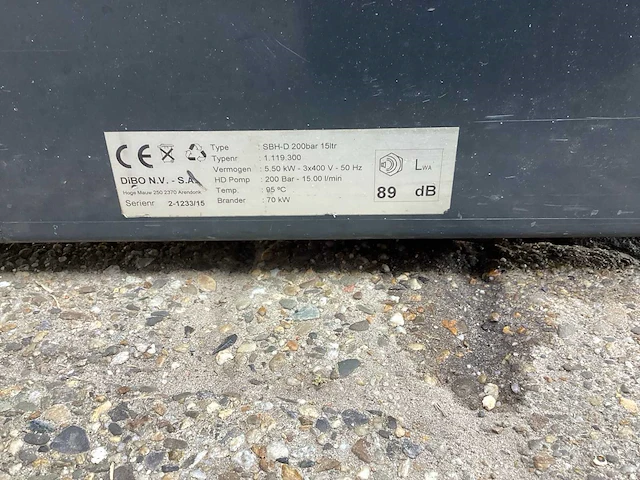 CE
DiBO N.V. - S.A.
Hoge Mauw 250 2370 Arendonk
Serienr 2-1233/15
Type : SBH-D 200bar 15ltr
Typenr : 1.119.300
Vermogen : 5.50 kW - 3x400 V - 50 Hz
HD Pomp : 200 Bar - 15.00 l/min
Temp. : 95 ºC
Brander : 70 kW
LWA
89 dB